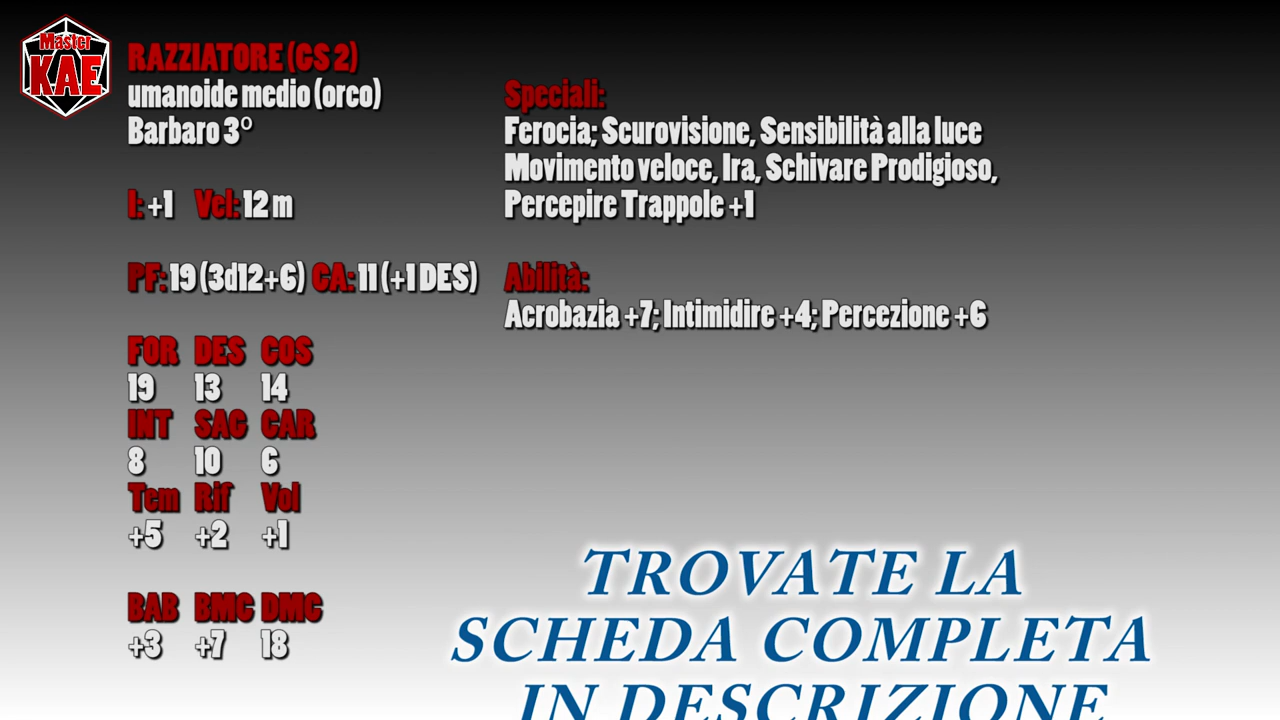 Master
KAE
RAZZIATORE (GS 2)
umanoide medio (orco)
Barbaro 3°
I: +1 Vel: 12 m
PF: 19 (3d12+6) CA: 11 (+1 DES)
FOR DES COS
19 13 14
INT SAG CAR
8 10 6
Tem Rif Vol
+5 +2 +1
BAB BMC DMC
+3 +7 18
Speciali:
Ferocia; Scurovisione, Sensibilità alla luce
Movimento veloce, Ira, Schivare Prodigioso,
Percepire Trappole +1
Abilità:
Acrobazia +7; Intimidire +4; Percezione +6
TROVATE LA
SCHEDA COMPLETA
IN DESCRIZIONE